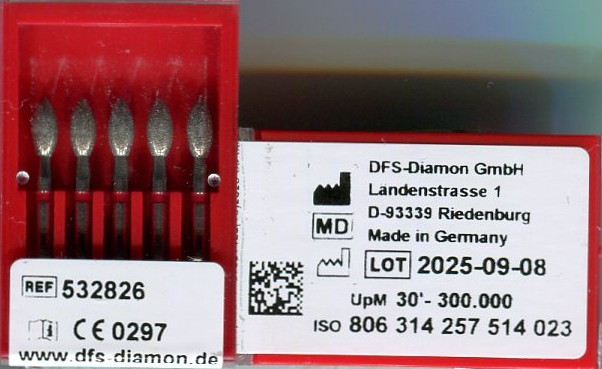 REF 532826
CE 0297
www.dfs-diamon.de
DFS-Diamon GmbH
Ländenstrasse 1
D-93339 Riedenburg
MD
Made in Germany
LOT 2025-09-08
UpM 30'- 300.000
ISO 806 314 257 514 023